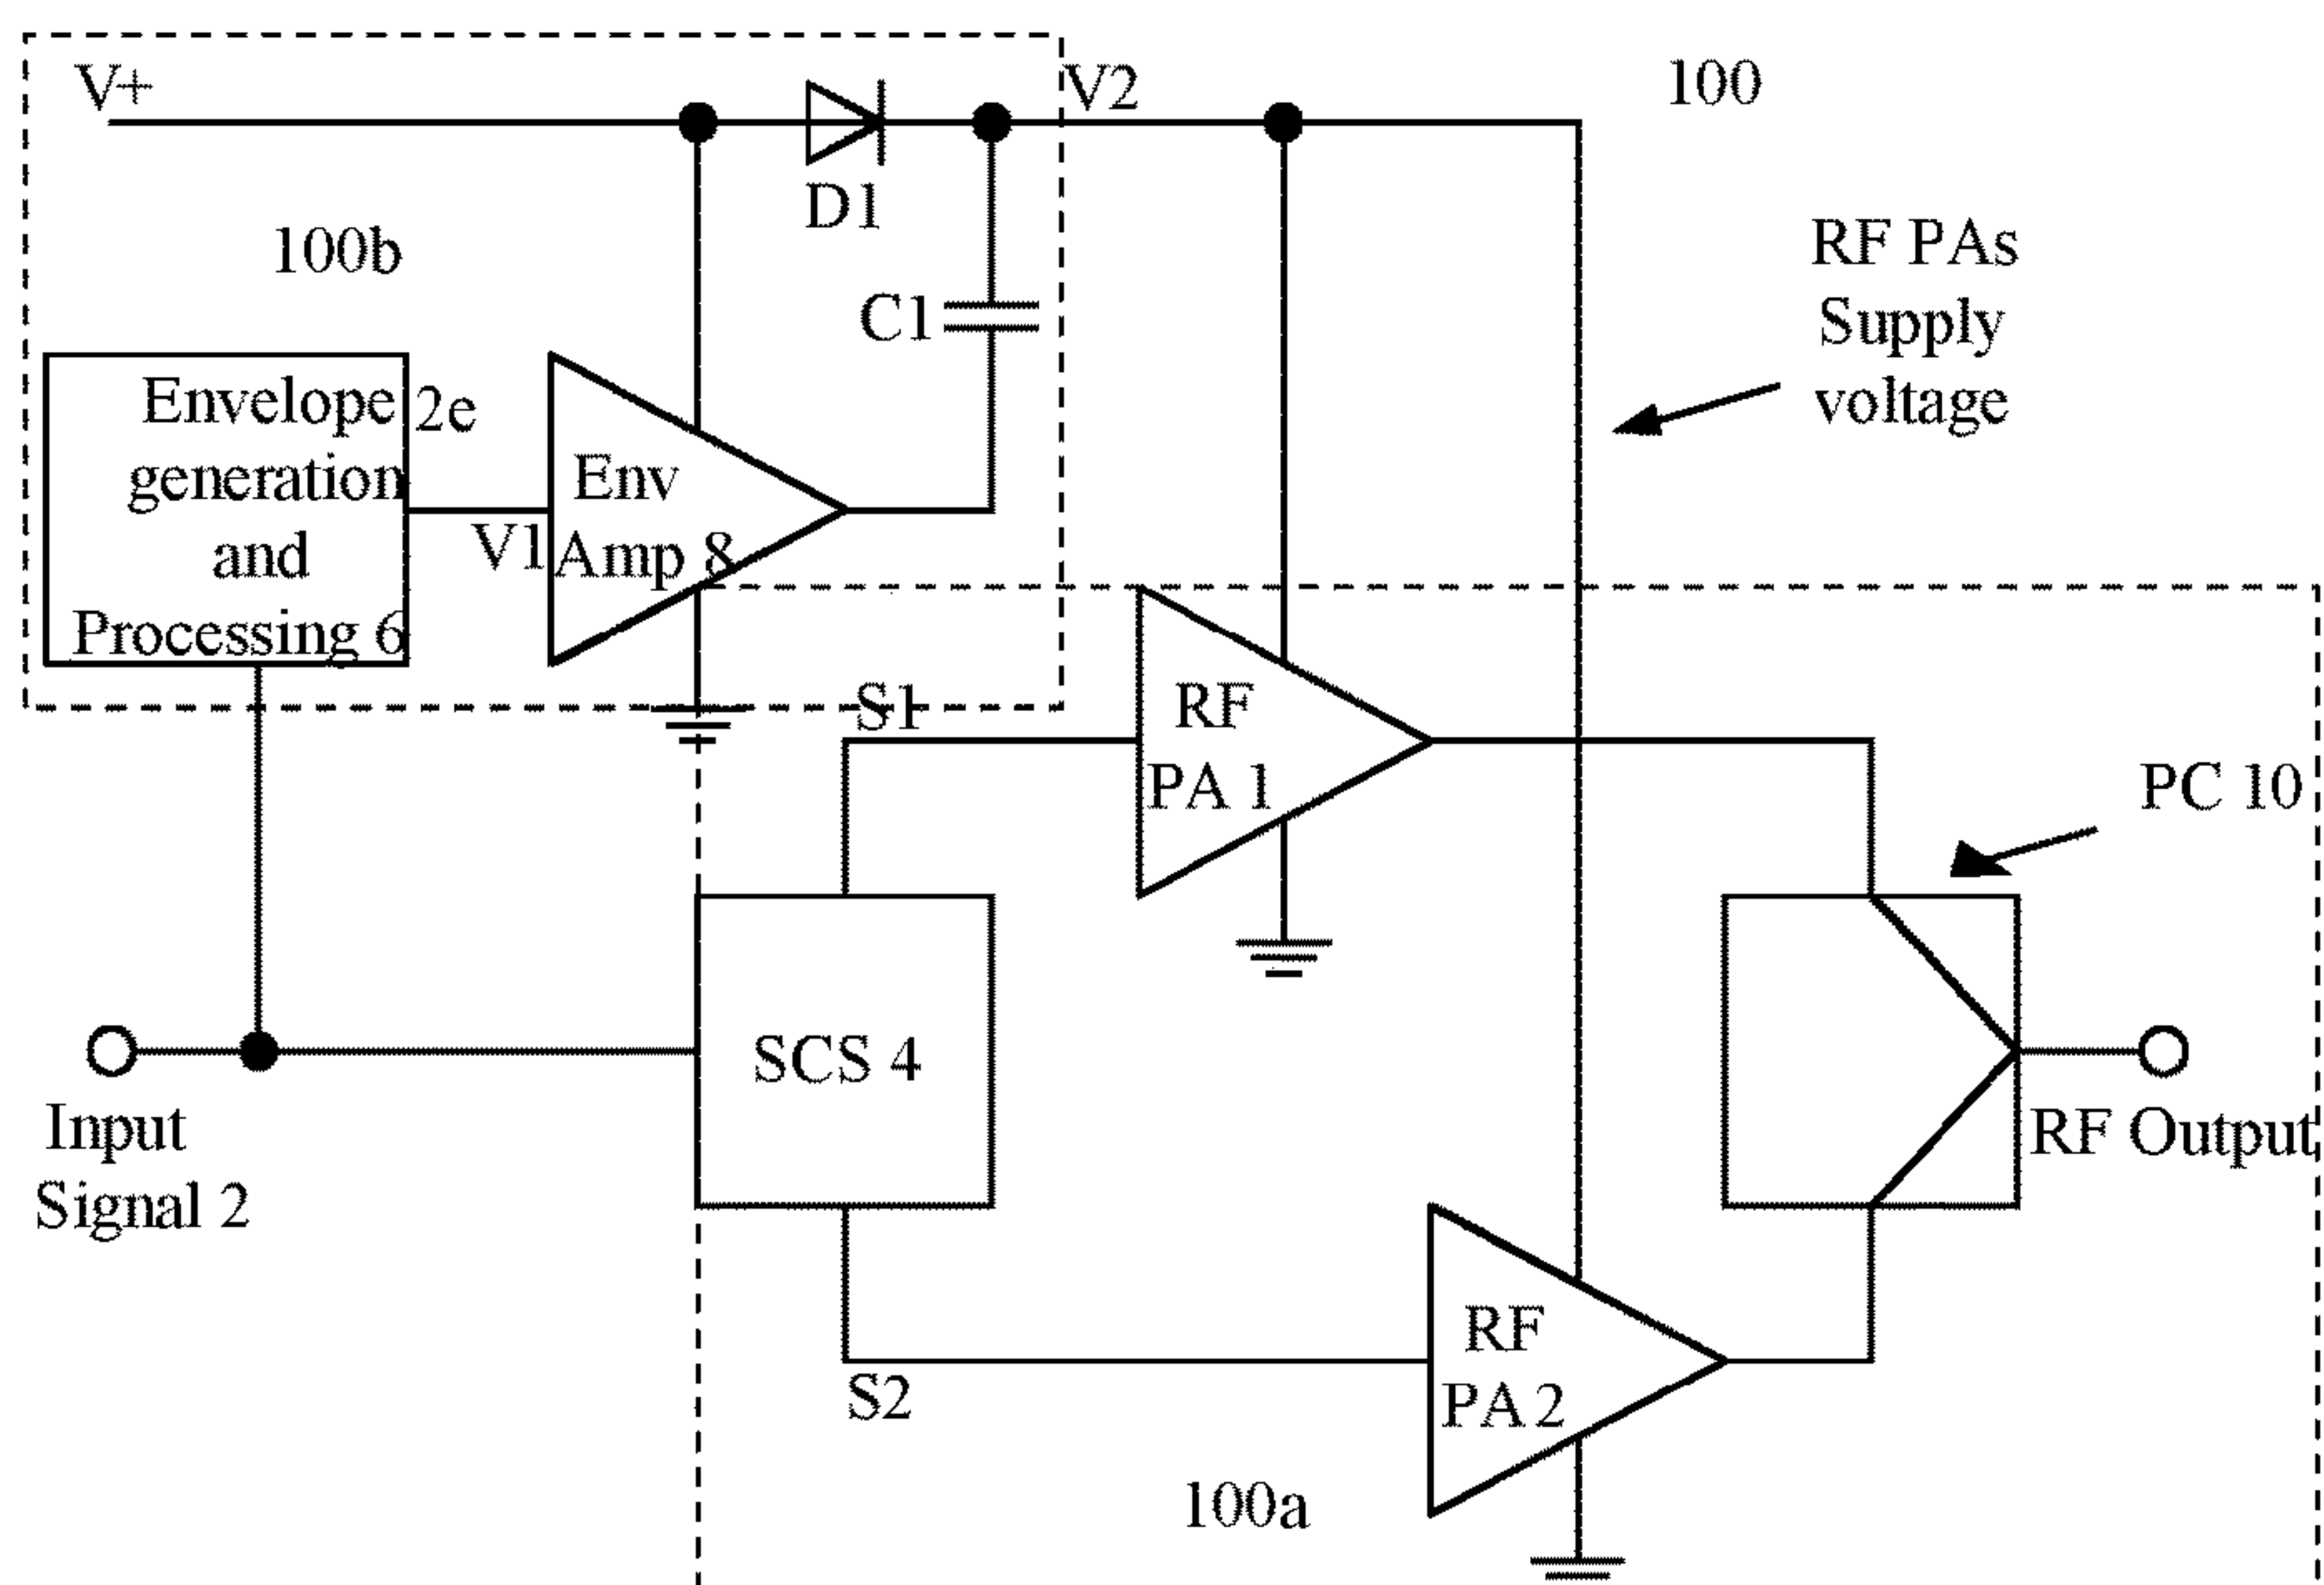 V+
V2
100
D1
100b
RF PAs
Supply
voltage
C1
Envelope
generation
and
Processing 6
2e
V1
Env
Amp &
S1
RF
PA 1
PC 10
SCS 4
Input
Signal 2
RF Output
RF
PA 2
S2
100a